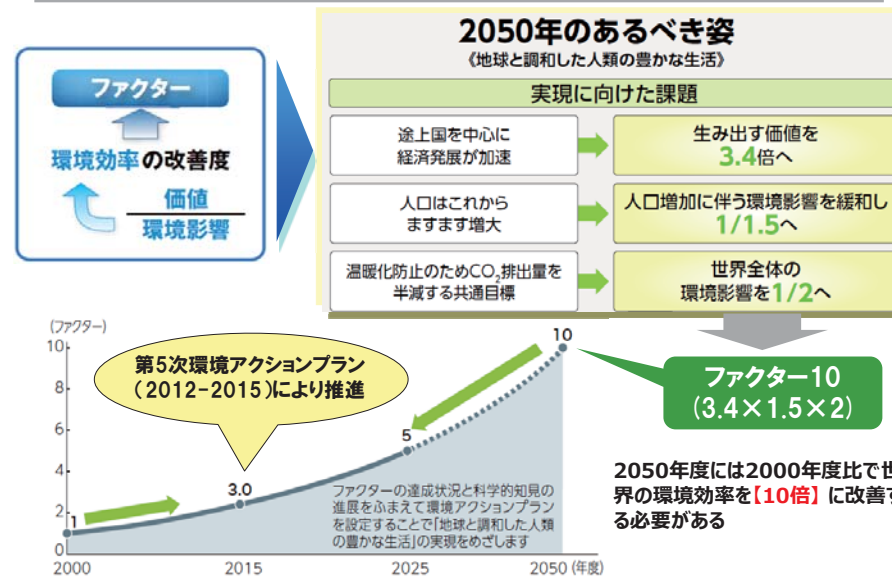 ファクター
環境効率の改善度
価値
環境影響
2050年のあるべき姿
《地球と調和した人類の豊かな生活》
実現に向けた課題
途上国を中心に
経済発展が加速
生み出す価値を
3.4倍へ
人口はこれから
ますます増大
人口増加に伴う環境影響を緩和し
1/1.5へ
温暖化防止のためCO₂排出量を
半減する共通目標
世界全体の
環境影響を1/2へ
ファクター10
(3.4×1.5×2)
2050年度には2000年度比で世
界の環境効率を【10倍】に改善す
る必要がある
(ファクター)
10
8
6
4
2
0
第5次環境アクションプラン
(2012-2015)により推進
1
3.0
5
10
ファクターの達成状況と科学的知見の
進展をふまえて環境アクションプラン
を設定することで「地球と調和した人類
の豊かな生活」の実現をめざします
2000 2015 2025 2050 (年度)